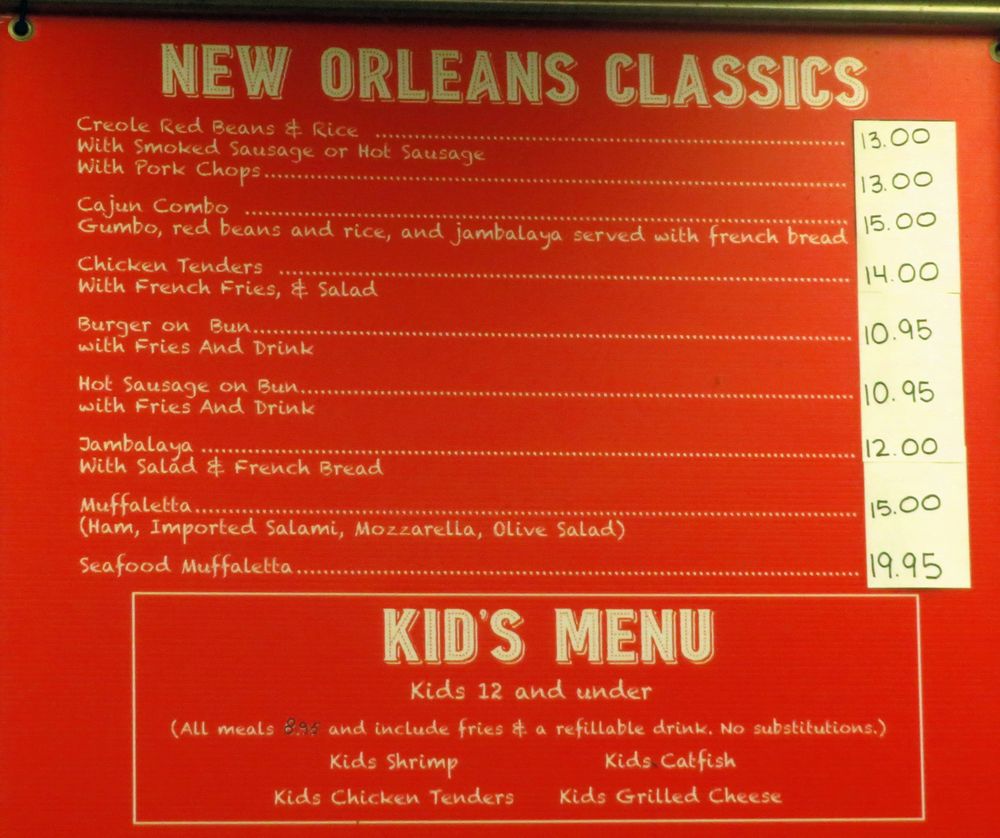 NEW ORLEANS CLASSICS
Creole Red Beans & Rice ........ 13.00
With Smoked Sausage or Hot Sausage
With Pork Chops........ 13.00
Cajun Combo ........ 15.00
Gumbo, red beans and rice, and jambalaya served with french bread
Chicken Tenders ........ 14.00
With French Fries, & Salad
Burger on Bun........ 10.95
with Fries And Drink
Hot Sausage on Bun........ 10.95
with Fries And Drink
Jambalaya ........ 12.00
With Salad & French Bread
Muffaletta........ 15.00
(Ham, Imported Salami, Mozzarella, Olive Salad)
Seafood Muffaletta........ 19.95
KID'S MENU
Kids 12 and under
(All meals 8.95 and include fries & a refillable drink. No substitutions.)
Kids Shrimp Kids Catfish
Kids Chicken Tenders Kids Grilled Cheese